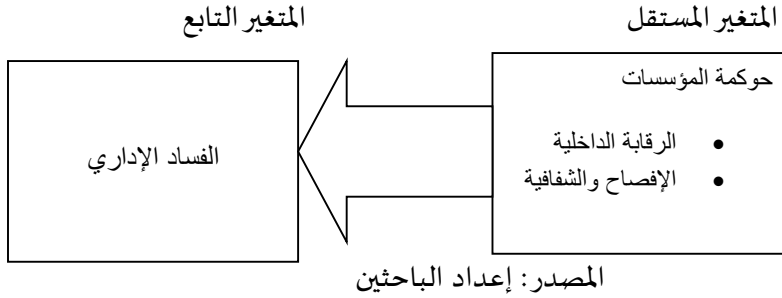 المتغير المستقل
المتغير التابع
حوكمة المؤسسات
• الرقابة الداخلية
• الإفصاح والشفافية
الفساد الإداري
المصدر: إعداد الباحثين